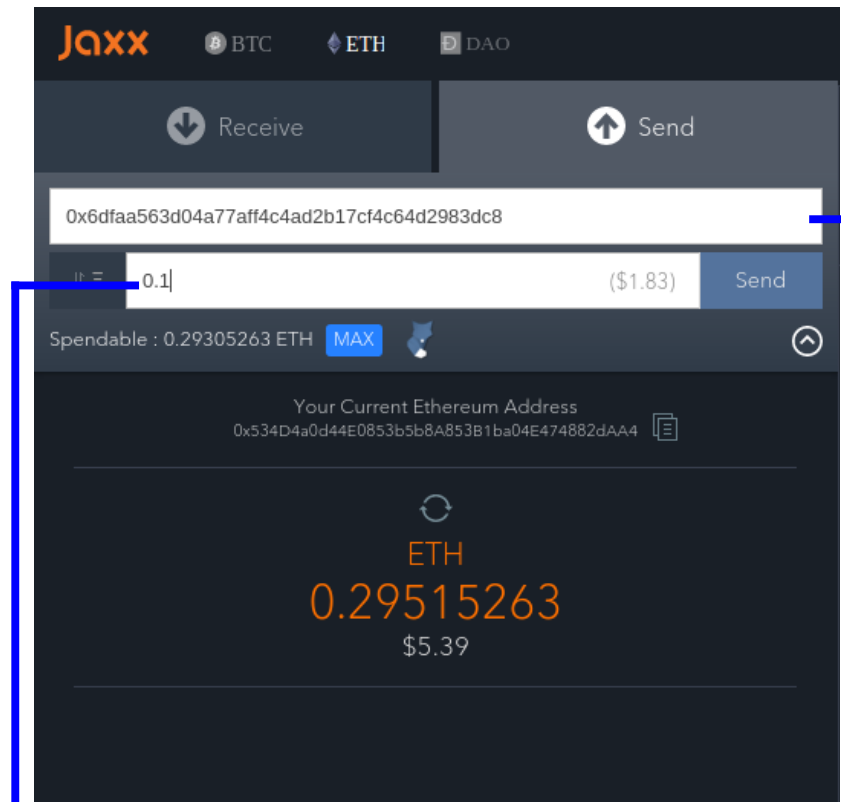 Jaxx BTC ETH DAO
Receive Send
0x6dfaa563d04a77aff4c4ad2b17cf4c64d2983dc8
0.1 ($1.83) Send
Spendable : 0.29305263 ETH MAX
Your Current Ethereum Address
0x534D4a0d44E0853b5b8A853B1ba04E474882dAA4
ETH
0.29515263
$5.39